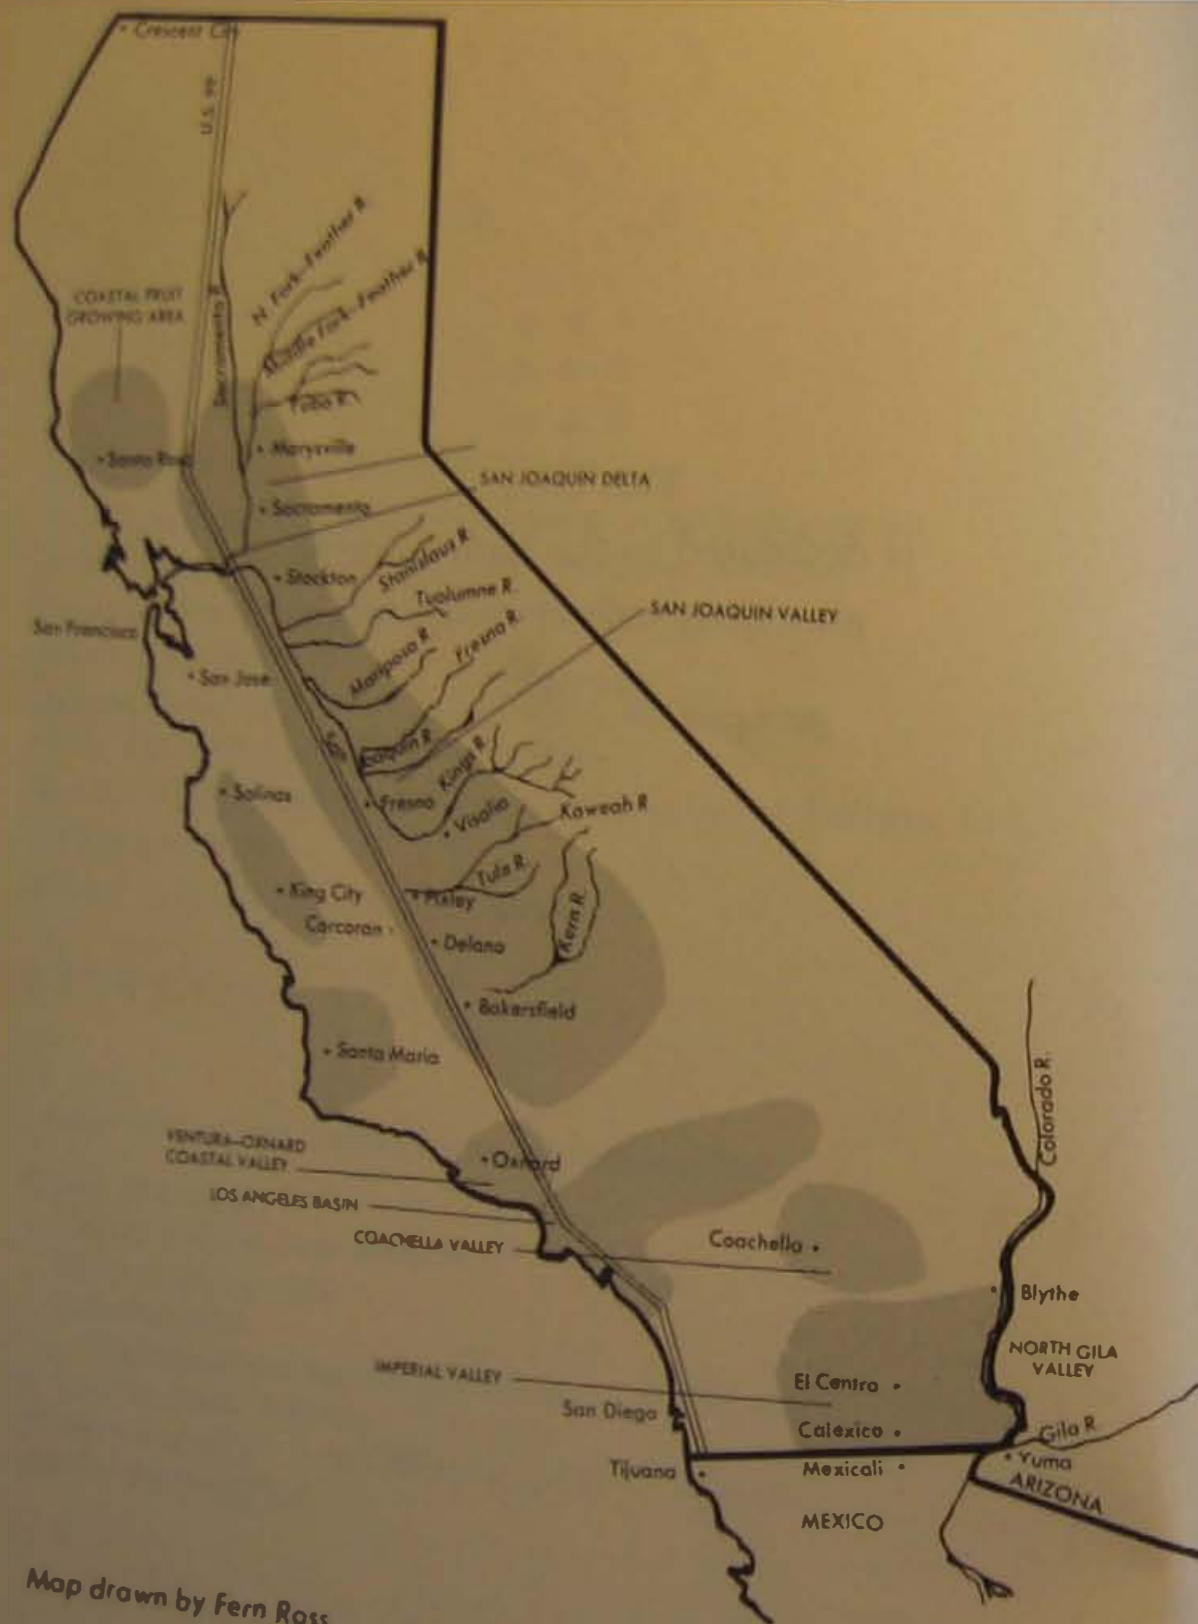 Crescent City
U.S. 99
N. Fork-Feather R.
Middle Fork-Feather R.
COASTAL FRUIT
GROWING AREA
Sacramento R.
Yuba R.
Marysville
Santa Rosa
SAN JOAQUIN DELTA
Sacramento
Stockton
Stanislaus R.
Tuolumne R.
SAN JOAQUIN VALLEY
San Francisco
Mariposa R.
Fresno R.
San Jose
San Joaquin R.
Kings R.
Salinas
Fresno
Visalia
Kaweah R
Tula R.
King City
Pixley
Kern R.
Corcoran
Delano
Bakersfield
Santa Maria
Colorado R.
VENTURA-OXNARD
COASTAL VALLEY
Oxnard
LOS ANGELES BASIN
COACHELLA VALLEY
Coachella
Blythe
NORTH GILA
VALLEY
IMPERIAL VALLEY
El Centro
San Diego
Calexico
Gila R
Tijuana
Mexicali
Yuma
ARIZONA
MEXICO
Map drawn by Fern Ross